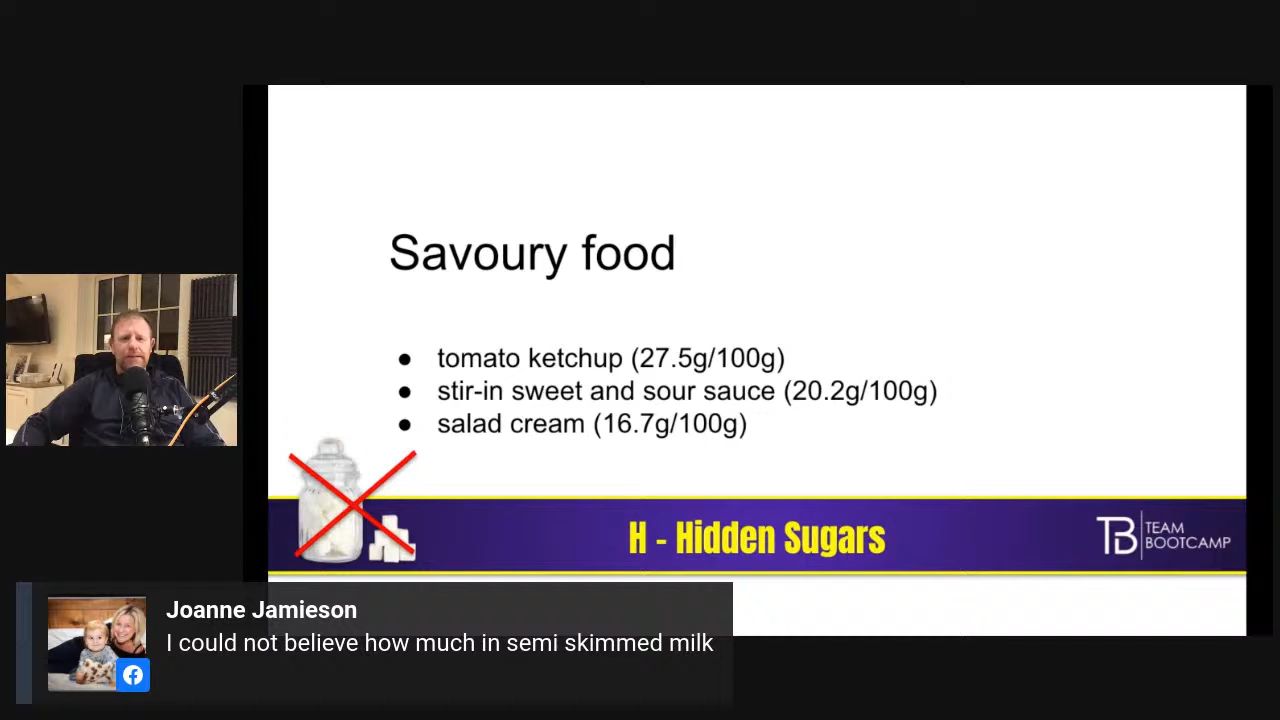 Savoury food
● tomato ketchup (27.5g/100g)
● stir-in sweet and sour sauce (20.2g/100g)
● salad cream (16.7g/100g)
H - Hidden Sugars
TB TEAM
BOOTCAMP
Joanne Jamieson
I could not believe how much in semi skimmed milk